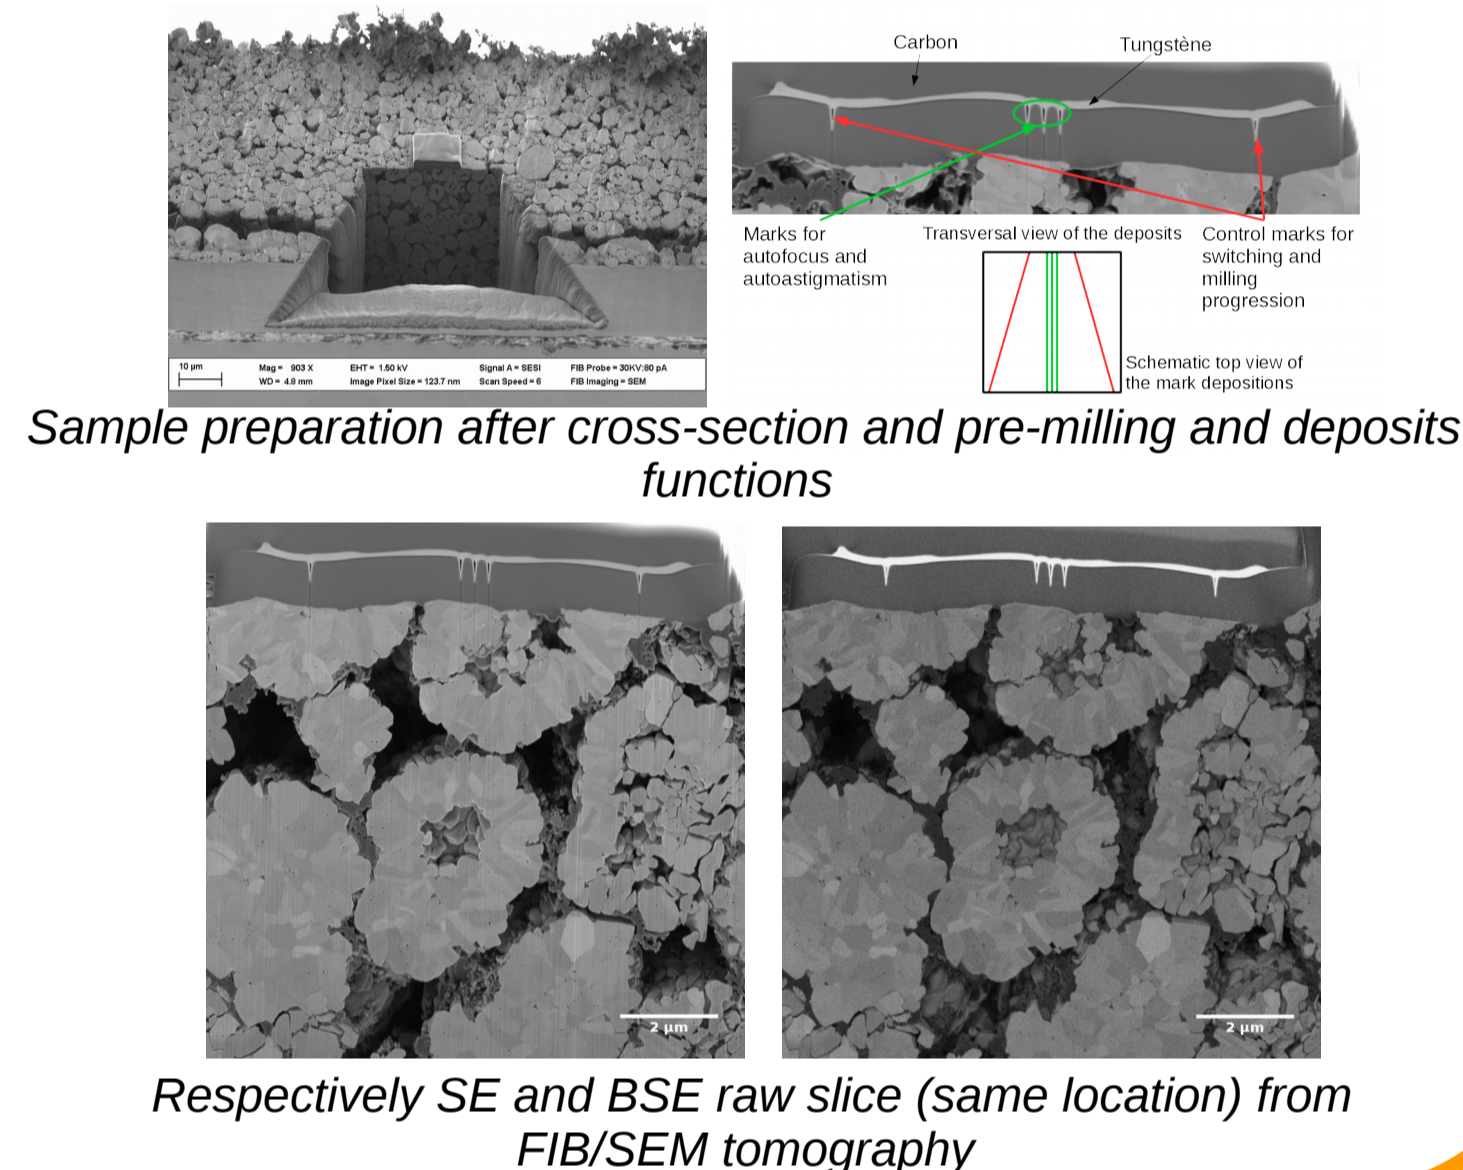 Carbon
Tungstène
Marks for
autofocus and
autoastigmatism
Transversal view of the deposits
Control marks for
switching and
milling
progression
Schematic top view of
the mark depositions
10 µm
Mag = 903 X
EHT = 1.50 kV
Signal A = SESI
FIB Probe = 30KV:80 pA
WD = 4.8 mm
Image Pixel Size = 123.7 nm
Scan Speed = 6
FIB Imaging = SEM
Sample preparation after cross-section and pre-milling and deposits
functions
2 µm
2 µm
Respectively SE and BSE raw slice (same location) from
FIB/SEM tomography